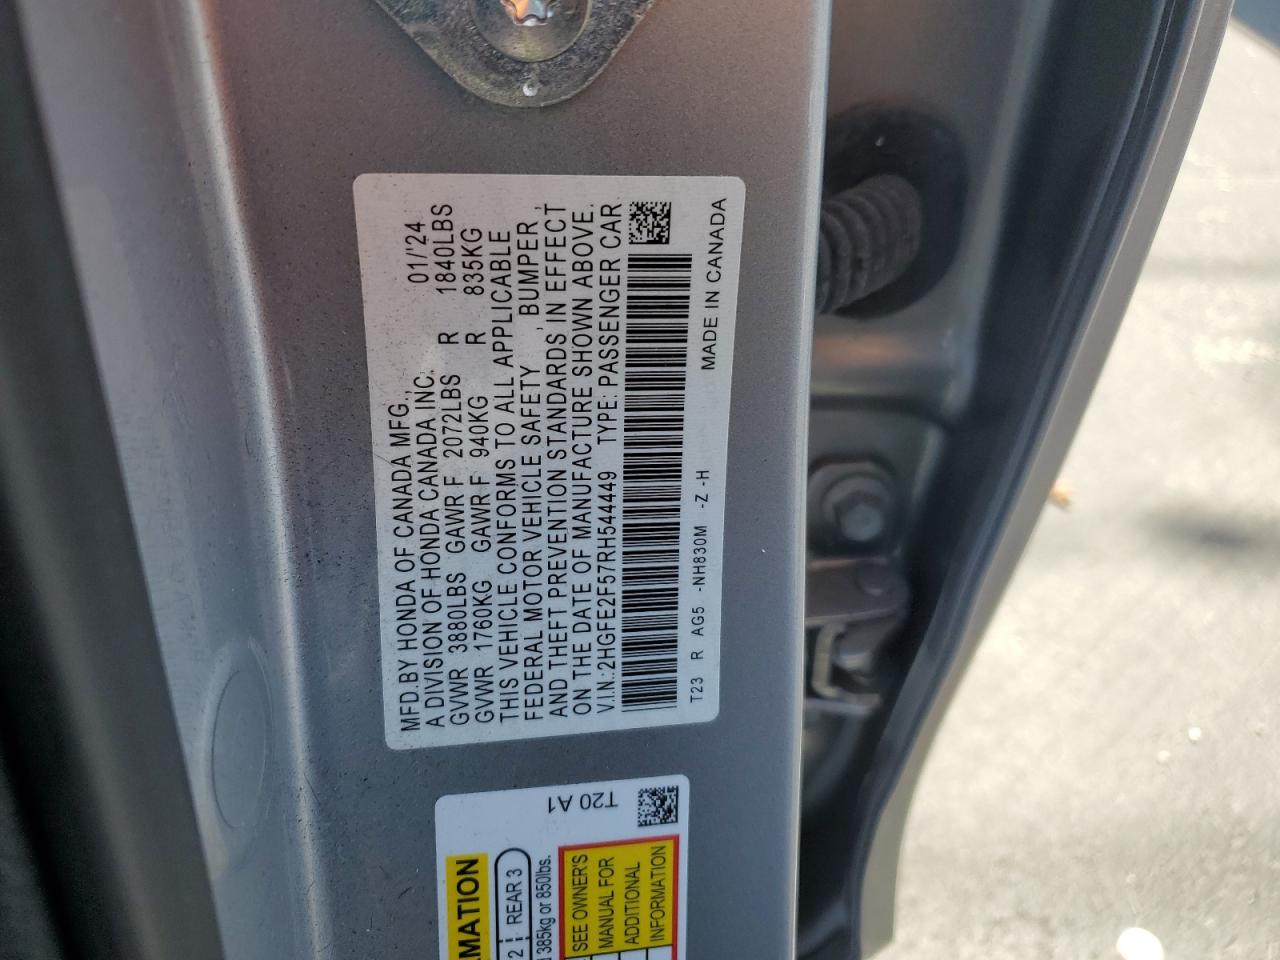 MFD.BY HONDA OF CANADA MFG., 01/'24
A DIVISION OF HONDA CANADA INC.
GVWR 3880LBS GAWR F 2072LBS R 1840LBS
GVWR 1760KG GAWR F 940KG R 835KG
THIS VEHICLE CONFORMS TO ALL APPLICABLE
FEDERAL MOTOR VEHICLE SAFETY , BUMPER ,
AND THEFT PREVENTION STANDARDS IN EFFECT
ON THE DATE OF MANUFACTURE SHOWN ABOVE.
V.I.N.:2HGFE2F57RH544449 TYPE: PASSENGER CAR
T23 R AG5 -NH830M -Z -H MADE IN CANADA
T20 A1
MATION
2 REAR 3
385kg or 850lbs.
SEE OWNER'S
MANUAL FOR
ADDITIONAL
INFORMATION